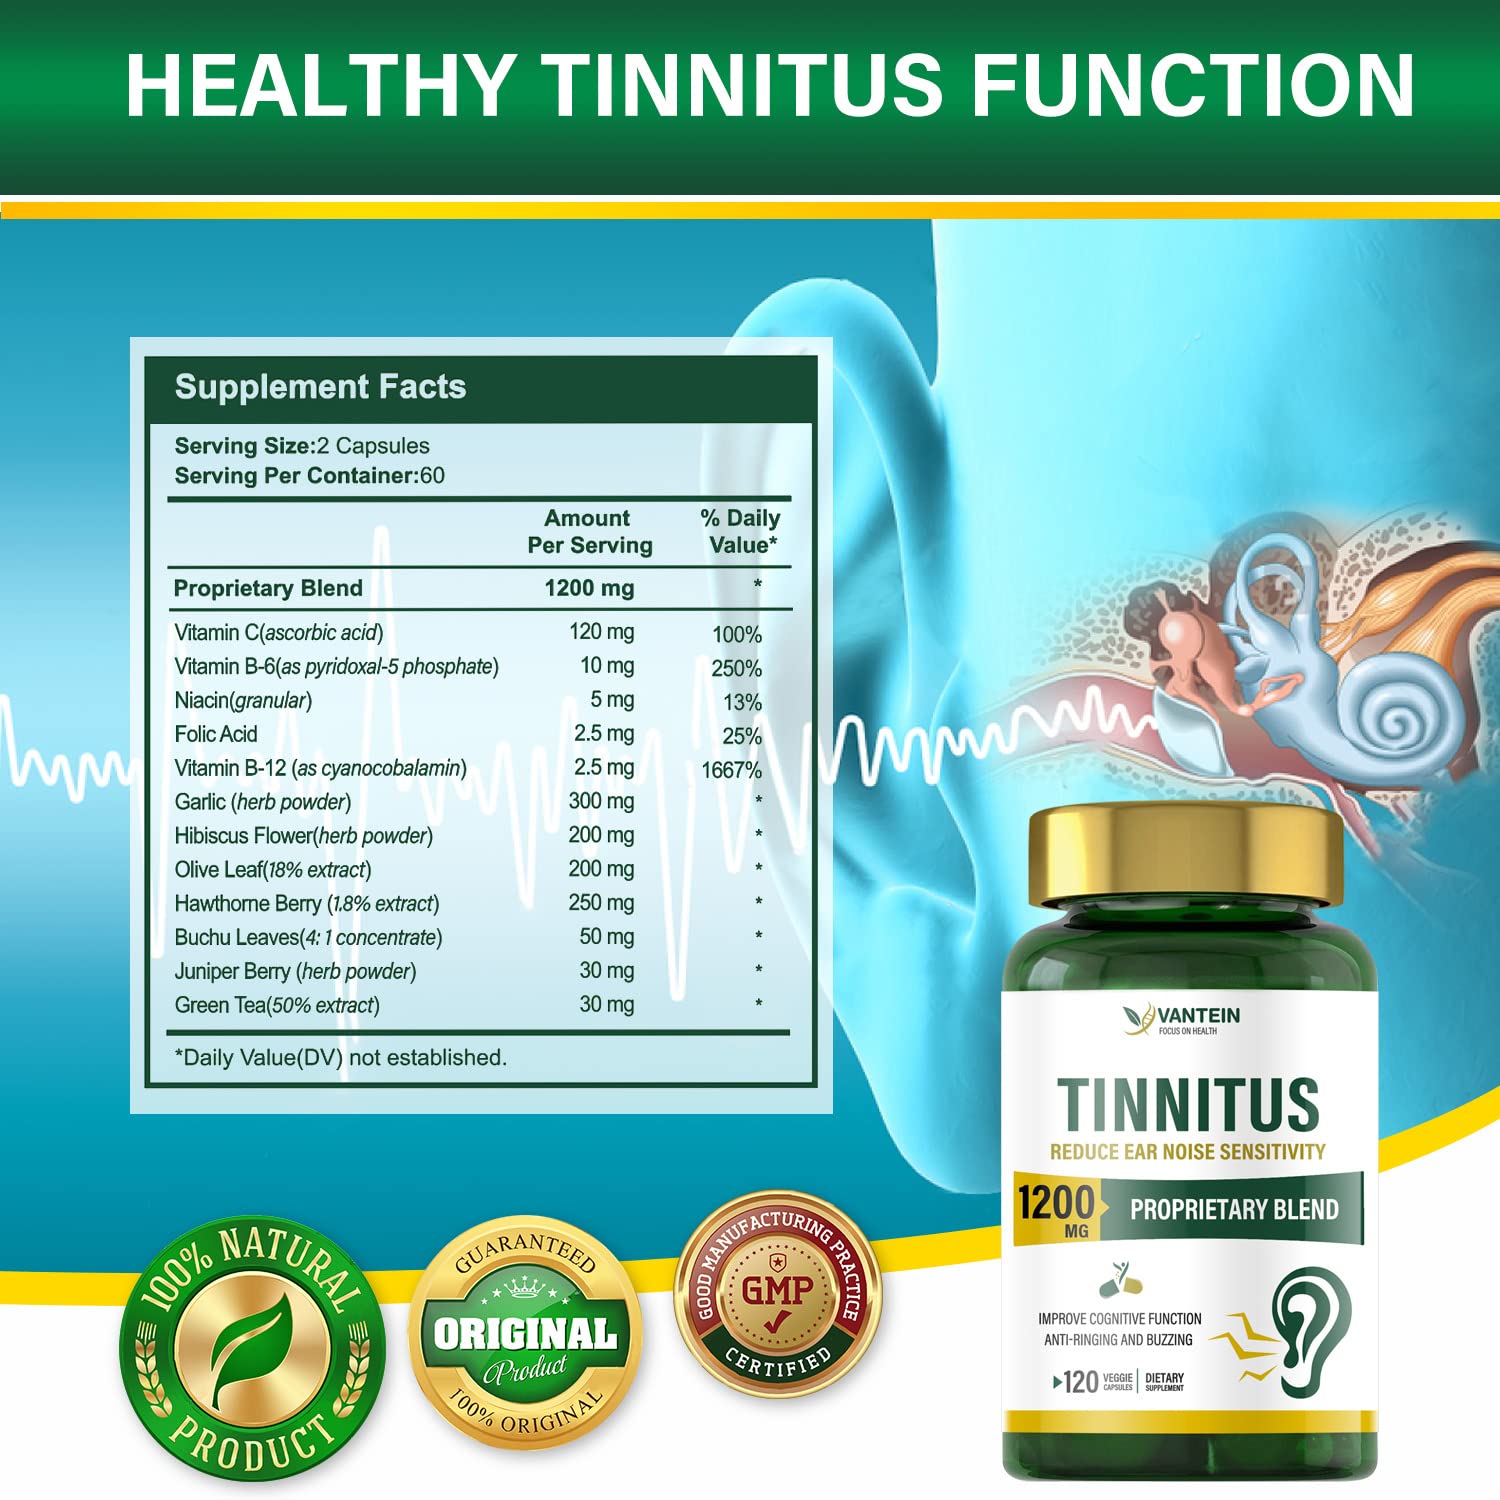 HEALTHY TINNITUS FUNCTION
Supplement Facts
Serving Size:2 Capsules
Serving Per Container:60
Amount Per Serving % Daily Value*
Proprietary Blend 1200 mg *
Vitamin C(ascorbic acid) 120 mg 100%
Vitamin B-6(as pyridoxal-5 phosphate) 10 mg 250%
Niacin(granular) 5 mg 13%
Folic Acid 2.5 mg 25%
Vitamin B-12 (as cyanocobalamin) 2.5 mg 1667%
Garlic (herb powder) 300 mg *
Hibiscus Flower(herb powder) 200 mg *
Olive Leaf(18% extract) 200 mg *
Hawthorne Berry (1.8% extract) 250 mg *
Buchu Leaves(4: 1 concentrate) 50 mg *
Juniper Berry (herb powder) 30 mg *
Green Tea(50% extract) 30 mg *
*Daily Value(DV) not established.
100% NATURAL
PRODUCT
GUARANTEED
ORIGINAL
Product
100% ORIGINAL
GOOD MANUFACTURING PRACTICE
GMP
CERTIFIED
VANTEIN
FOCUS ON HEALTH
TINNITUS
REDUCE EAR NOISE SENSITIVITY
1200 MG PROPRIETARY BLEND
IMPROVE COGNITIVE FUNCTION
ANTI-RINGING AND BUZZING
120 VEGGIE CAPSULES | DIETARY SUPPLEMENT